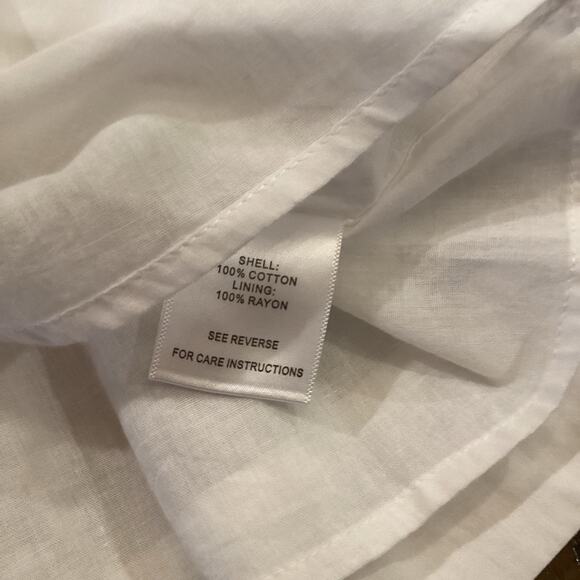 SHELL:
100% COTTON
LINING:
100% RAYON
SEE REVERSE
FOR CARE INSTRUCTIONS